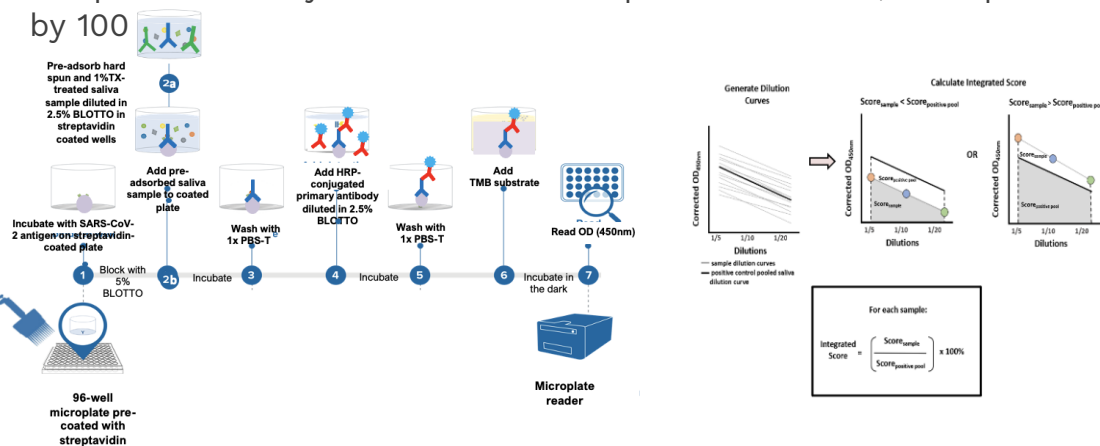 by 100
Pre-adsorb hard
spun and 1%TX-
treated saliva
sample diluted in
2.5% BLOTTO in
streptavidin
coated wells
2a
Incubate with SARS-CoV-
2 antigen on streptavidin-
coated plate
Add pre-
adsorbed saliva
sample to coated
plate
Wash with
1x PBS-T
Add HRP-
conjugated
primary antibody
diluted in 2.5%
BLOTTO
Wash with
1x PBS-T
Add
TMB substrate
Read OD (450nm)
1
Block with
5%
BLOTTO
2b
Incubate
3
4
Incubate
5
6
Incubate in
the dark
7
96-well
microplate pre-
coated with
streptavidin
Microplate
reader
Generate Dilution
Curves
Corrected OD450nm
1/5
1/10
1/20
Dilutions
sample dilution curves
positive control pooled saliva
dilution curve
Calculate Integrated Score
Scoresample < Scorepositive pool
Corrected OD450nm
Scorepositive pool
Scoresample
1/5
1/10
1/20
Dilutions
OR
Scoresample > Scorepositive po
Corrected OD450nm
Scoresample
Scorepositive pool
1/5
1/10
1/20
Dilutions
For each sample:
Integrated
Score
=
Scoresample
Scorepositive pool
x 100%